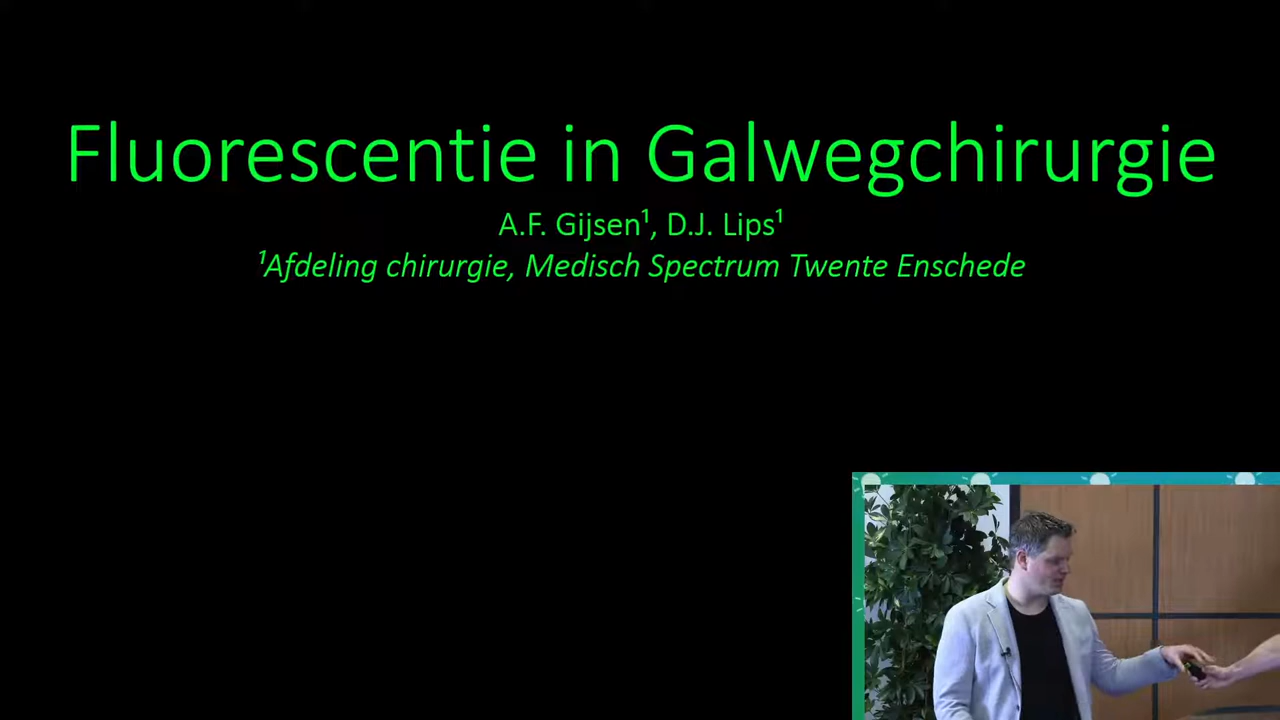 Fluorescentie in Galwegchirurgie
A.F. Gijsen¹, D.J. Lips¹
¹Afdeling chirurgie, Medisch Spectrum Twente Enschede